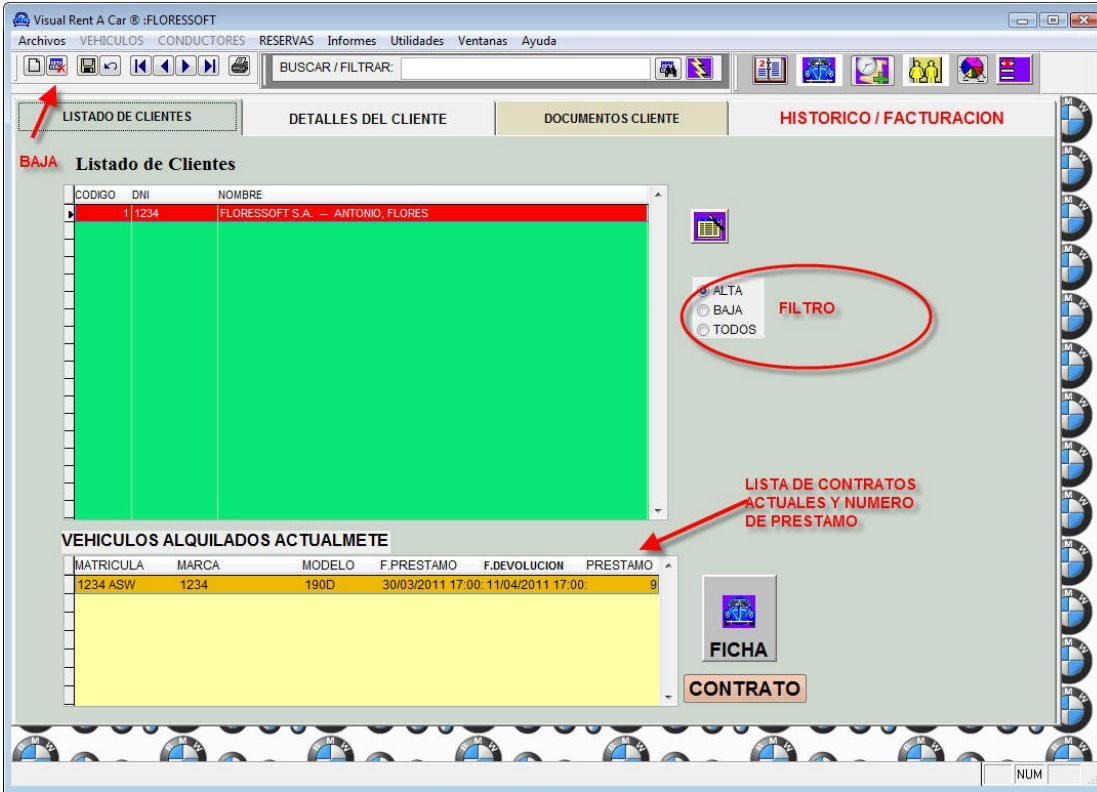 Visual Rent A Car ® :FLORESSOFT
Archivos VEHICULOS CONDUCTORES RESERVAS Informes Utilidades Ventanas Ayuda
BUSCAR / FILTRAR:
LISTADO DE CLIENTES DETALLES DEL CLIENTE DOCUMENTOS CLIENTE HISTORICO / FACTURACION
BAJA
Listado de Clientes
CODIGO DNI NOMBRE
1 1234 FLORESSOFT S.A. -- ANTONIO, FLORES
ALTA
BAJA
TODOS
FILTRO
LISTA DE CONTRATOS
ACTUALES Y NUMERO
DE PRESTAMO
VEHICULOS ALQUILADOS ACTUALMETE
MATRICULA MARCA MODELO F.PRESTAMO F.DEVOLUCION PRESTAMO
1234 ASW 1234 190D 30/03/2011 17:00: 11/04/2011 17:00: 9
FICHA
CONTRATO
NUM